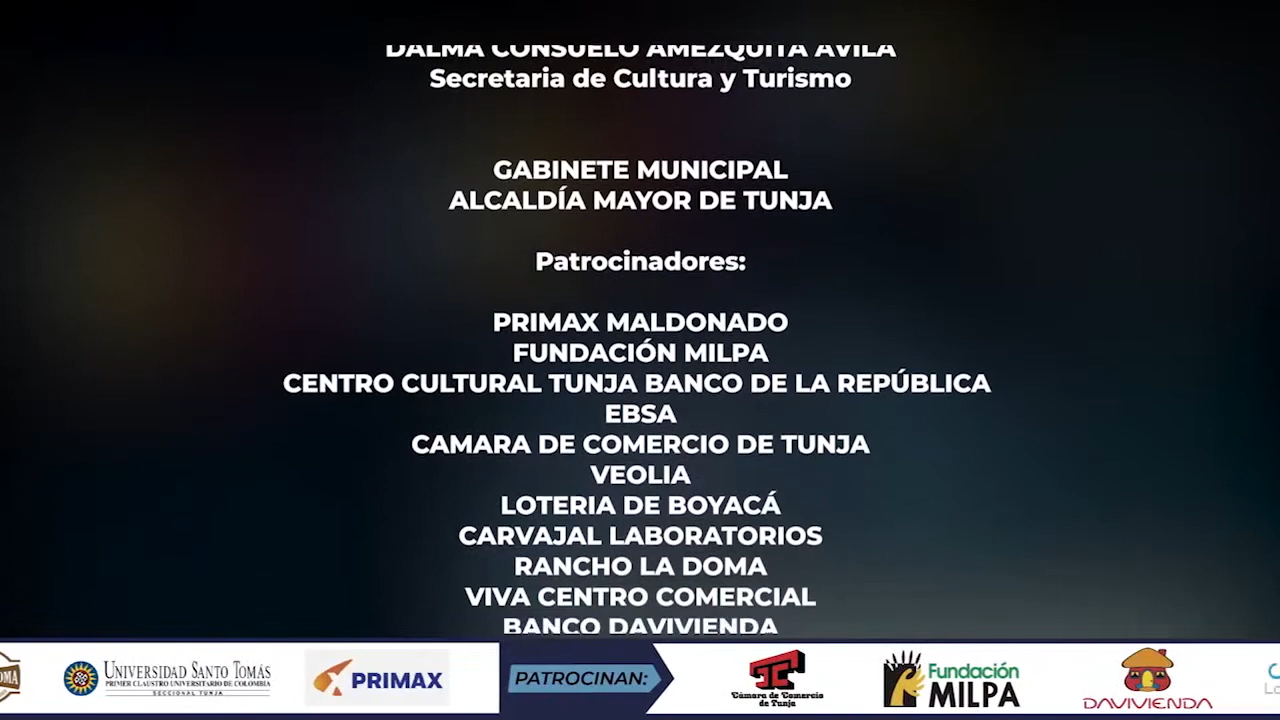 DALMA CONSUELO AMÉZQUITA ÁVILA
Secretaria de Cultura y Turismo
GABINETE MUNICIPAL
ALCALDÍA MAYOR DE TUNJA
Patrocinadores:
PRIMAX MALDONADO
FUNDACIÓN MILPA
CENTRO CULTURAL TUNJA BANCO DE LA REPÚBLICA
EBSA
CAMARA DE COMERCIO DE TUNJA
VEOLIA
LOTERIA DE BOYACÁ
CARVAJAL LABORATORIOS
RANCHO LA DOMA
VIVA CENTRO COMERCIAL
BANCO DAVIVIENDA
OMA
UNIVERSIDAD SANTO TOMÁS
PRIMER CLAUSTRO UNIVERSITARIO DE COLOMBIA
SECCIONAL TUNJA
PRIMAX
PATROCINAN:
Cámara de Comercio
de Tunja
Fundación
MILPA
DAVIVIENDA